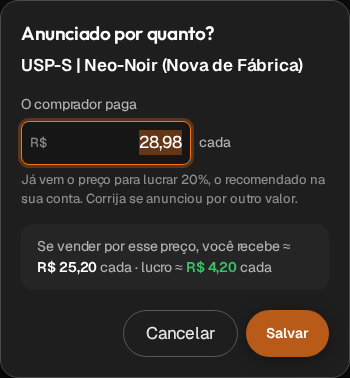 Anunciado por quanto?
USP-S | Neo-Noir (Nova de Fábrica)
O comprador paga
R$ 28,98 cada
Já vem o preço para lucrar 20%, o recomendado na
sua conta. Corrija se anunciou por outro valor.
Se vender por esse preço, você recebe ≈
R$ 25,20 cada · lucro ≈ R$ 4,20 cada
Cancelar Salvar